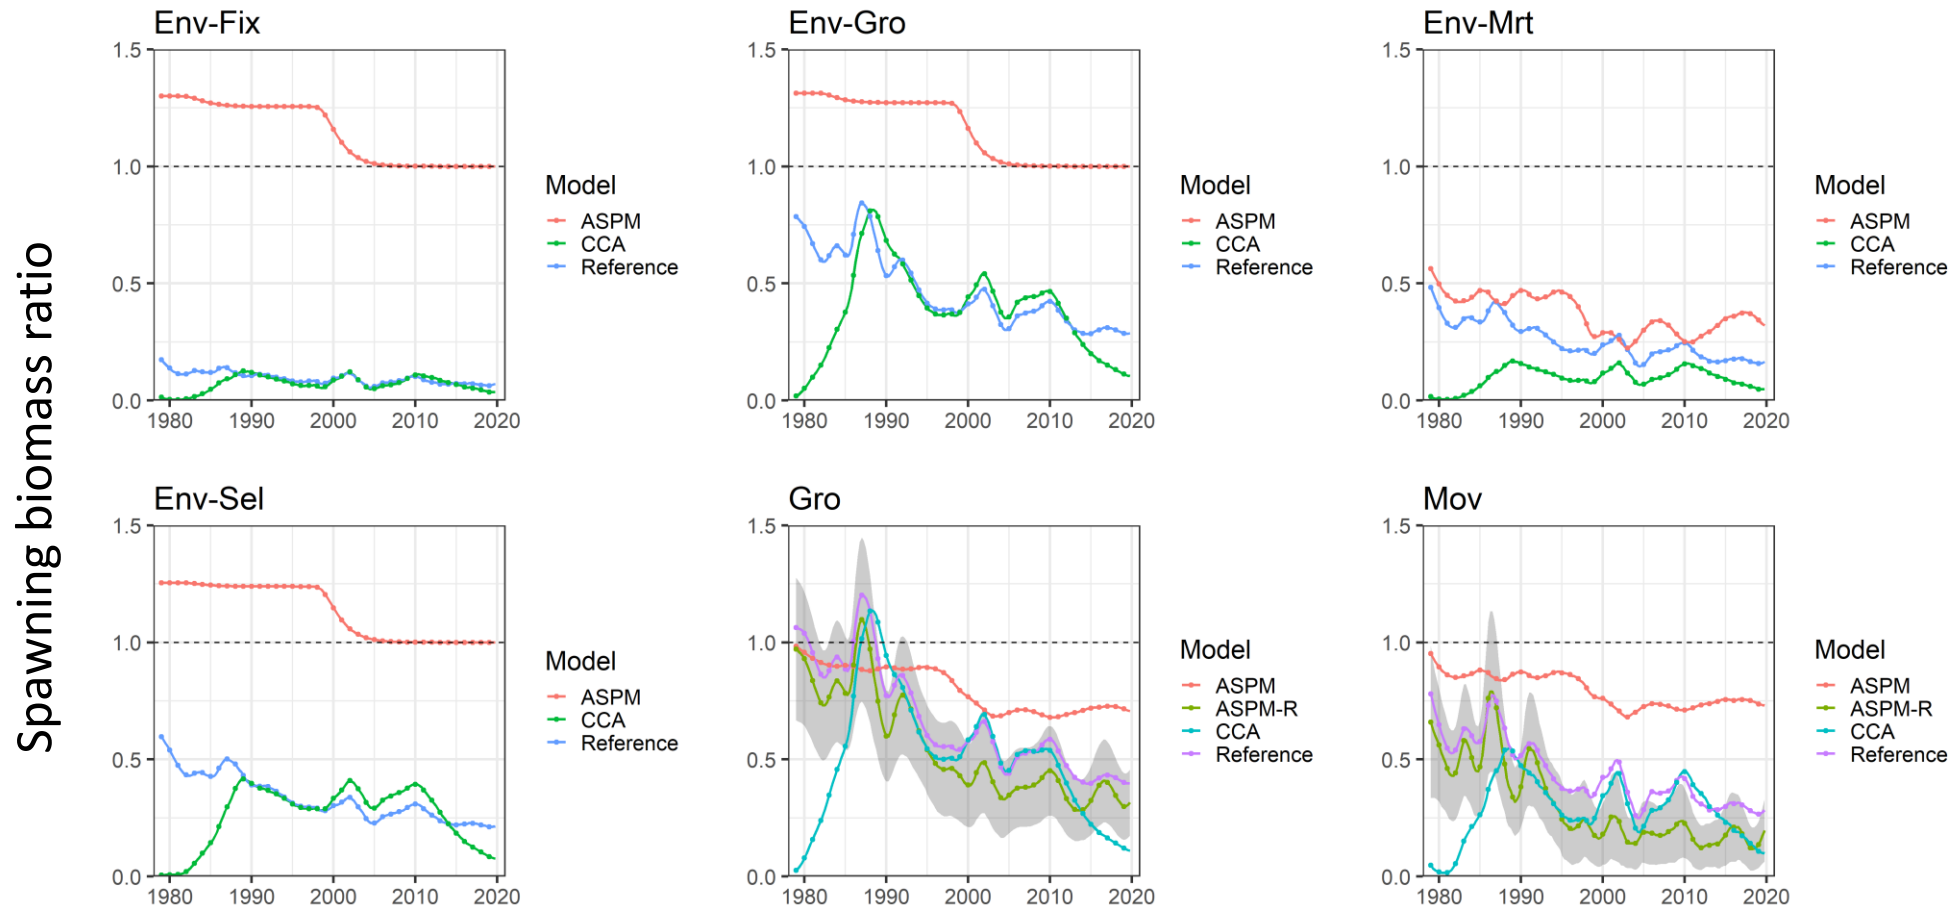 Spawning biomass ratio
Env-Fix
1.5
1.0
0.5
0.0
1980 1990 2000 2010 2020
Model
ASPM
CCA
Reference
Env-Gro
1.5
1.0
0.5
0.0
1980 1990 2000 2010 2020
Model
ASPM
CCA
Reference
Env-Mrt
1.5
1.0
0.5
0.0
1980 1990 2000 2010 2020
Model
ASPM
CCA
Reference
Env-Sel
1.5
1.0
0.5
0.0
1980 1990 2000 2010 2020
Model
ASPM
CCA
Reference
Gro
1.5
1.0
0.5
0.0
1980 1990 2000 2010 2020
Model
ASPM
ASPM-R
CCA
Reference
Mov
1.5
1.0
0.5
0.0
1980 1990 2000 2010 2020
Model
ASPM
ASPM-R
CCA
Reference